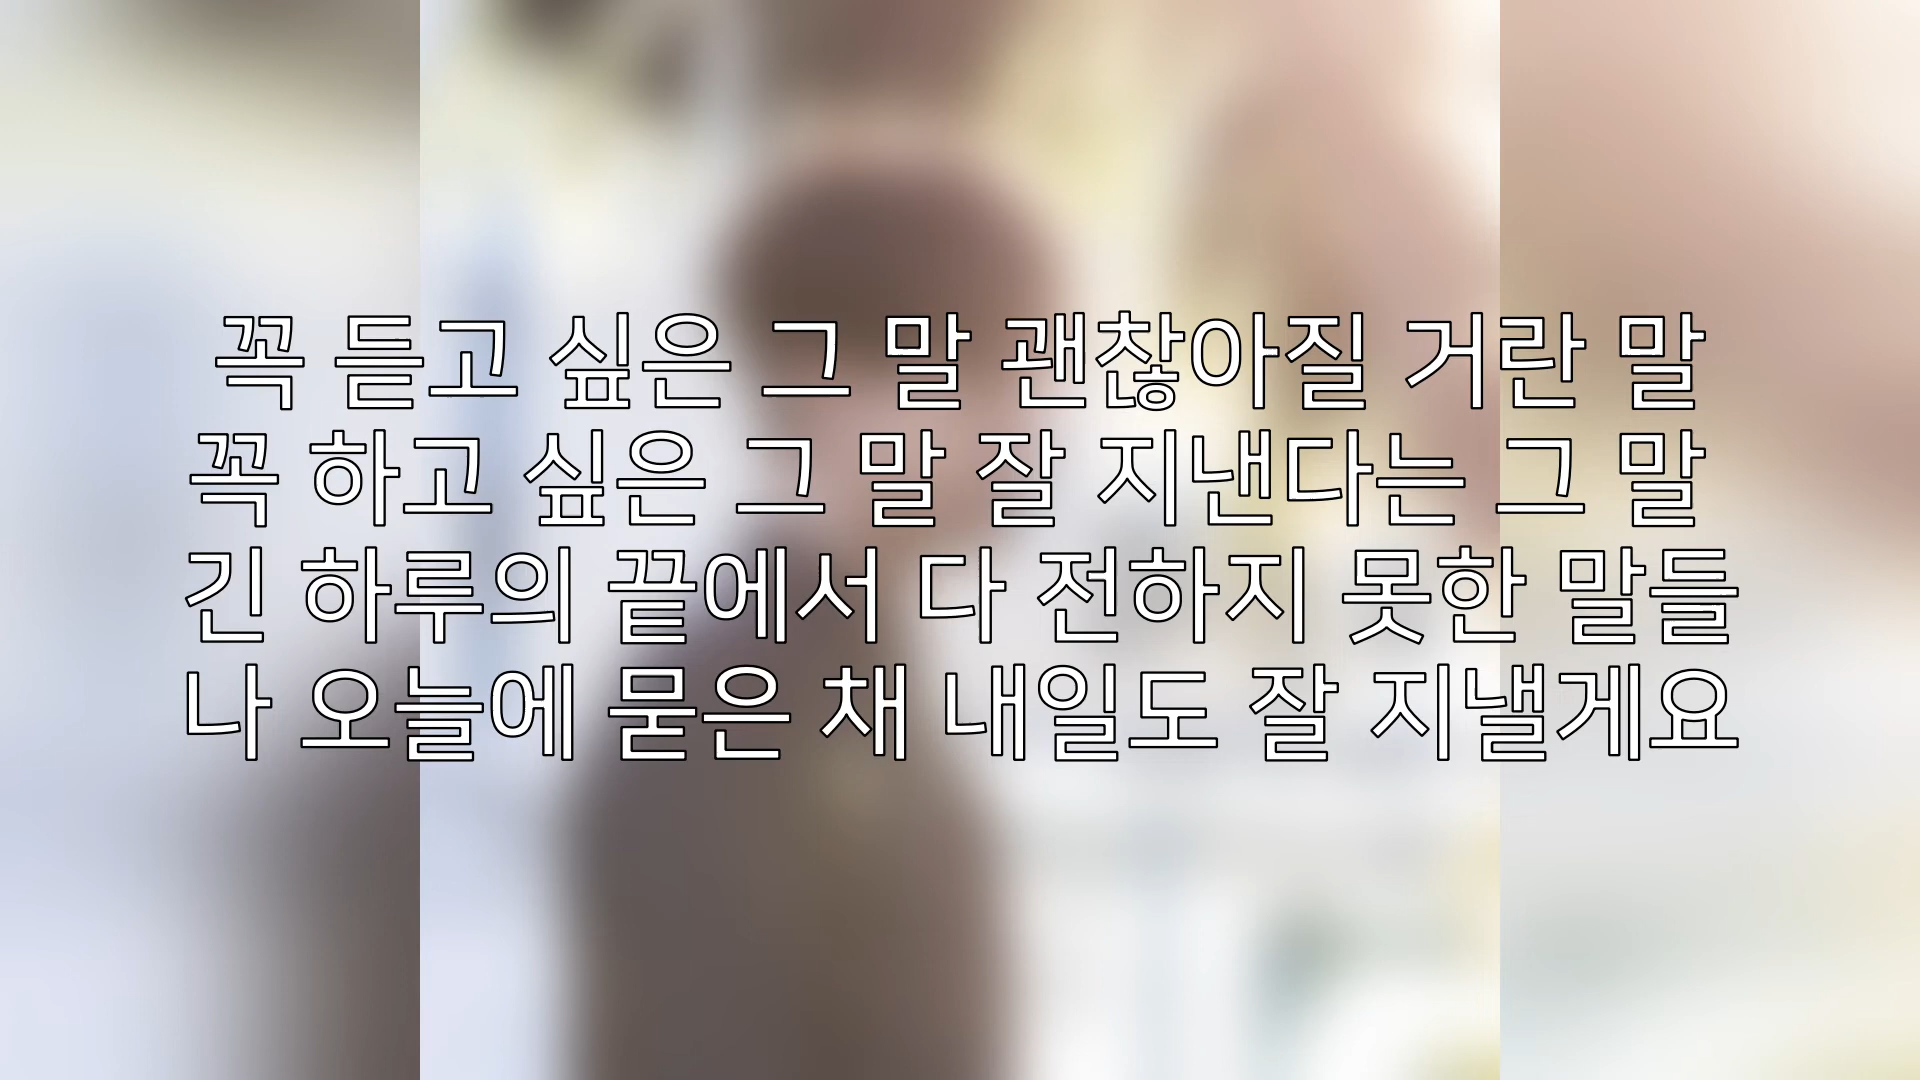 꼭 듣고 싶은 그 말 괜찮아질 거란 말
꼭 하고 싶은 그 말 잘 지낸다는 그 말
긴 하루의 끝에서 다 전하지 못한 말들
나 오늘에 묻은 채 내일도 잘 지낼게요